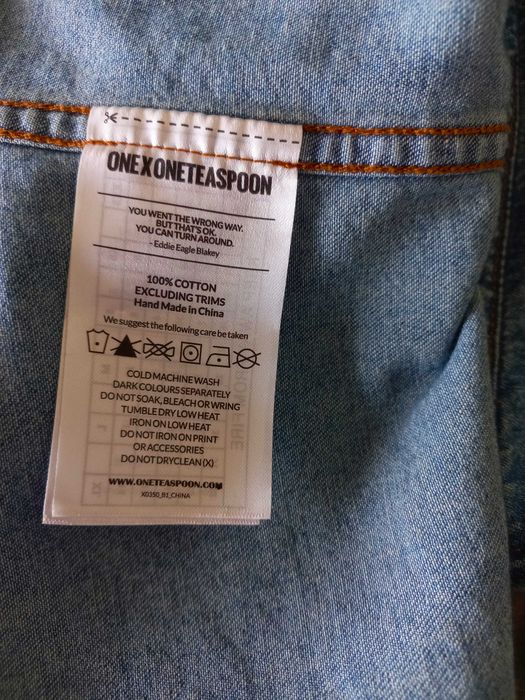 ONEXONETEASPOON
YOU WENT THE WRONG WAY.
BUT THAT'S OK.
YOU CAN TURN AROUND.
- Eddie Eagle Blakey
100% COTTON
EXCLUDING TRIMS
Hand Made in China
We suggest the following care be taken
COLD MACHINE WASH
DARK COLOURS SEPARATELY
DO NOT SOAK, BLEACH OR WRING
TUMBLE DRY LOW HEAT
IRON ON LOW HEAT
DO NOT IRON ON PRINT
OR ACCESSORIES
DO NOT DRYCLEAN (X)
WWW.ONETEASPOON.COM
X0350_B1_CHINA